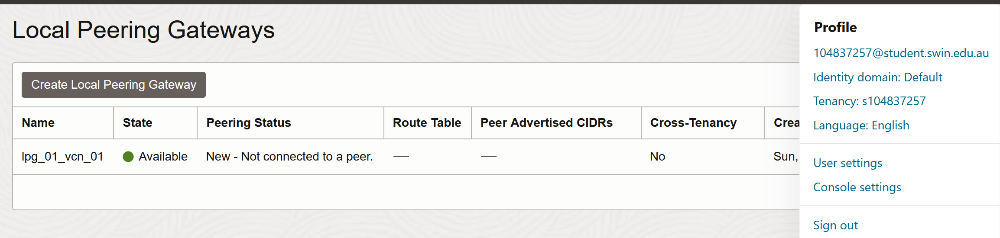 Local Peering Gateways
Create Local Peering Gateway
Name State Peering Status Route Table Peer Advertised CIDRs Cross-Tenancy Crea
lpg_01_vcn_01 Available New - Not connected to a peer. — — No Sun,
Profile
104837257@student.swin.edu.au
Identity domain: Default
Tenancy: s104837257
Language: English
User settings
Console settings
Sign out